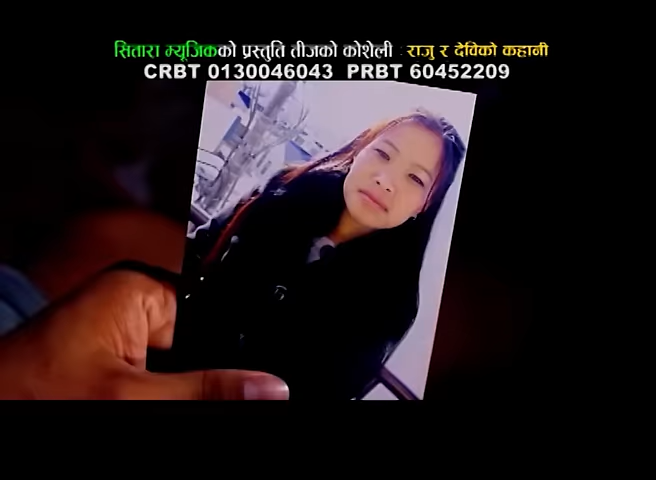 सितारा म्यूजिकको प्रस्तुति तीजको कोशेली : राजु र देविको कहानी
CRBT 0130046043 PRBT 60452209